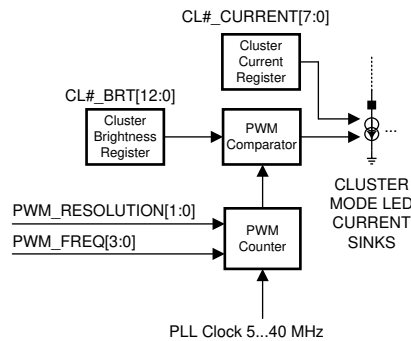 CL#_CURRENT[7:0]
Cluster
Current
Register
CL#_BRT[12:0]
Cluster
Brightness
Register
PWM
Comparator
...
CLUSTER
MODE LED
CURRENT
SINKS
PWM_RESOLUTION[1:0]
PWM_FREQ[3:0]
PWM
Counter
PLL Clock 5...40 MHz